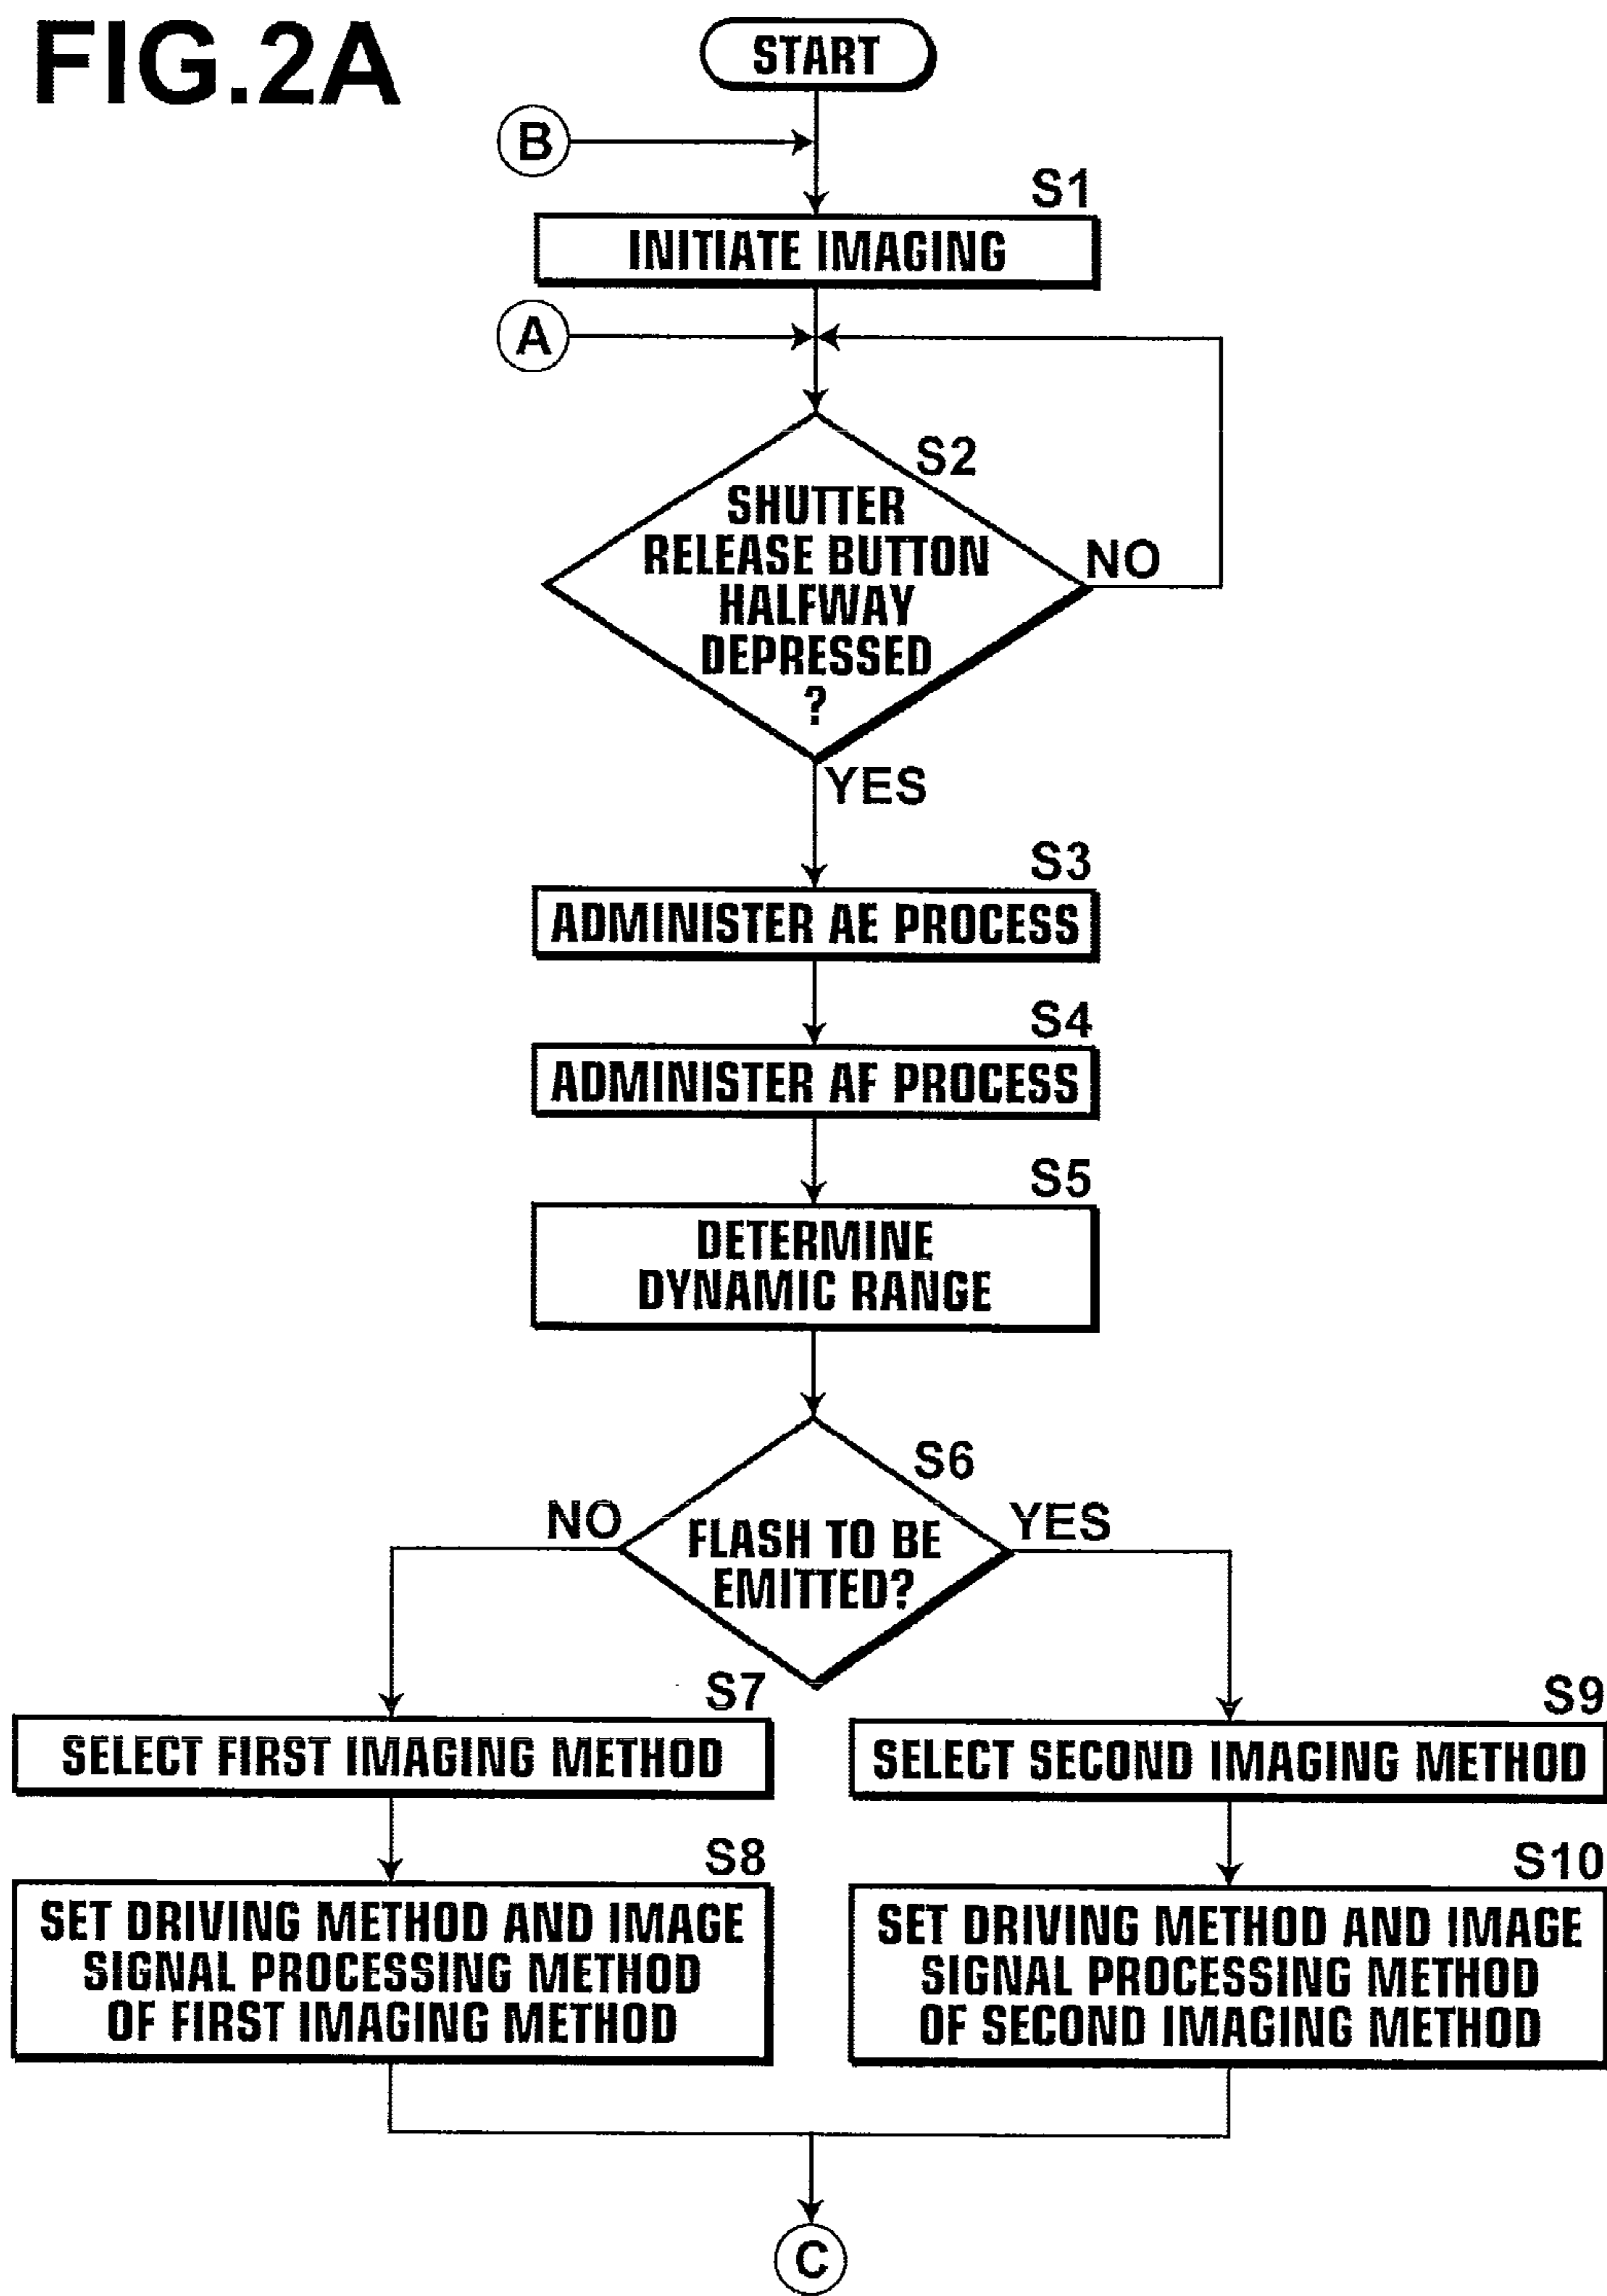 FIG.2A
START
B
S1
INITIATE IMAGING
A
S2
SHUTTER
RELEASE BUTTON
HALFWAY
DEPRESSED
?
NO
YES
S3
ADMINISTER AE PROCESS
S4
ADMINISTER AF PROCESS
S5
DETERMINE
DYNAMIC RANGE
S6
FLASH TO BE
EMITTED?
NO
YES
S7
SELECT FIRST IMAGING METHOD
S8
SET DRIVING METHOD AND IMAGE
SIGNAL PROCESSING METHOD
OF FIRST IMAGING METHOD
S9
SELECT SECOND IMAGING METHOD
S10
SET DRIVING METHOD AND IMAGE
SIGNAL PROCESSING METHOD
OF SECOND IMAGING METHOD
C